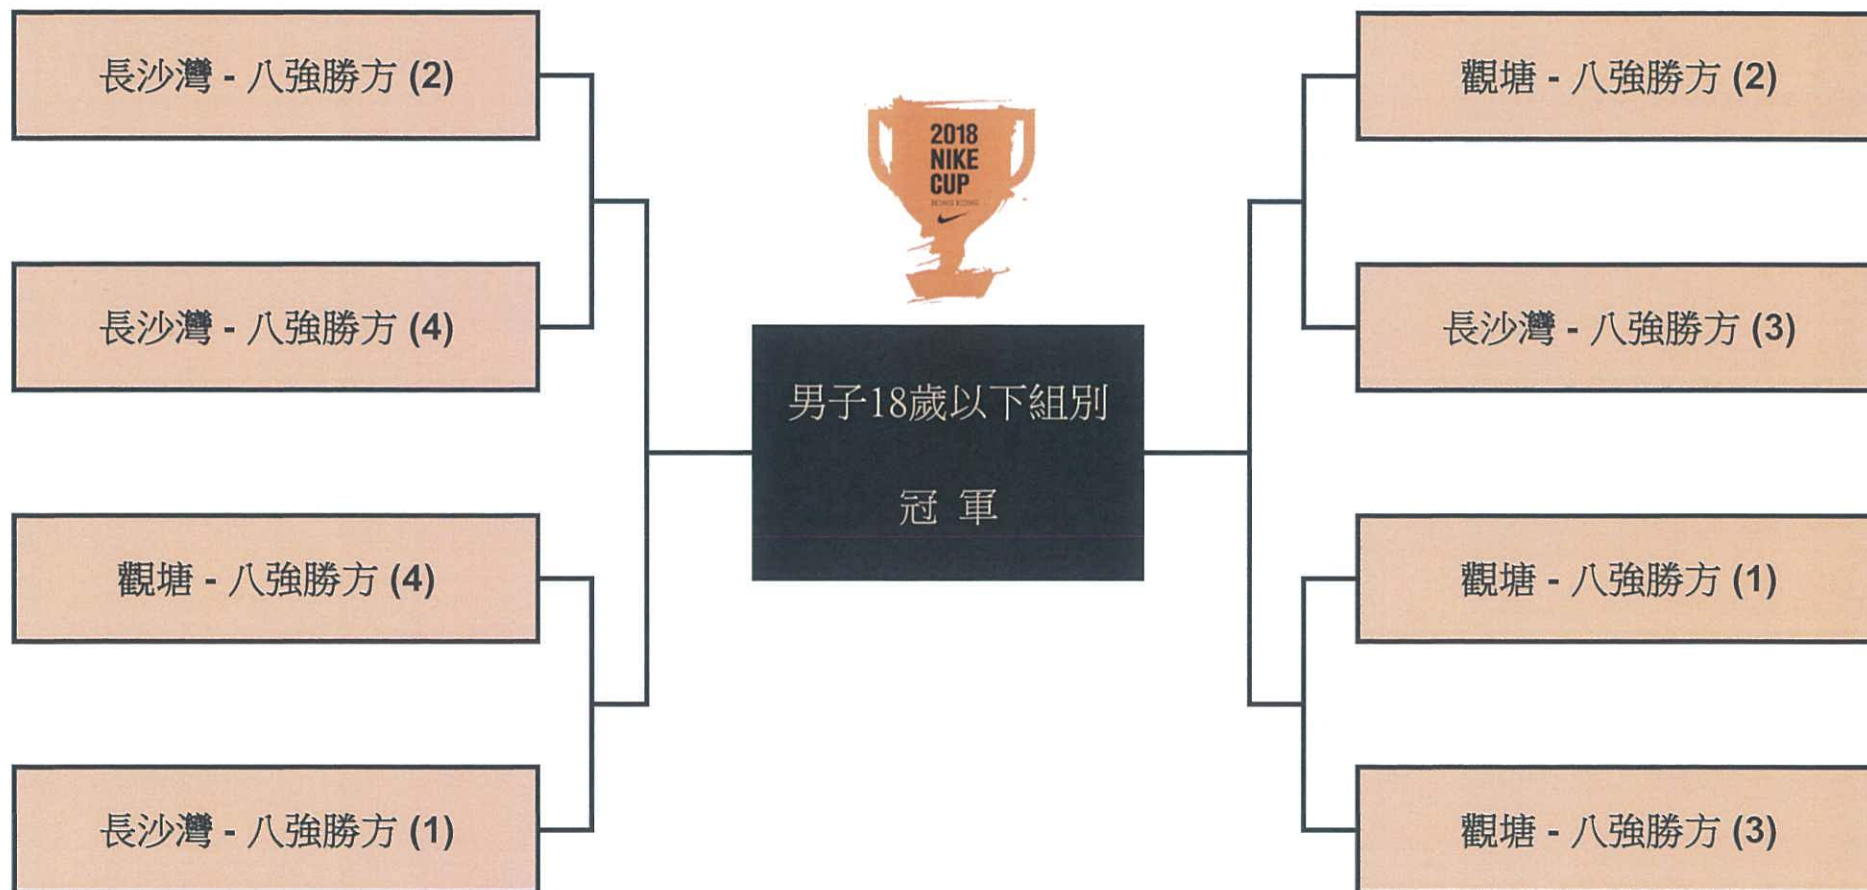 長沙灣 - 八強勝方 (2)
長沙灣 - 八強勝方 (4)
觀塘 - 八強勝方 (4)
長沙灣 - 八強勝方 (1)
2018
NIKE
CUP
HONG KONG
男子18歲以下組別
冠 軍
觀塘 - 八強勝方 (2)
長沙灣 - 八強勝方 (3)
觀塘 - 八強勝方 (1)
觀塘 - 八強勝方 (3)